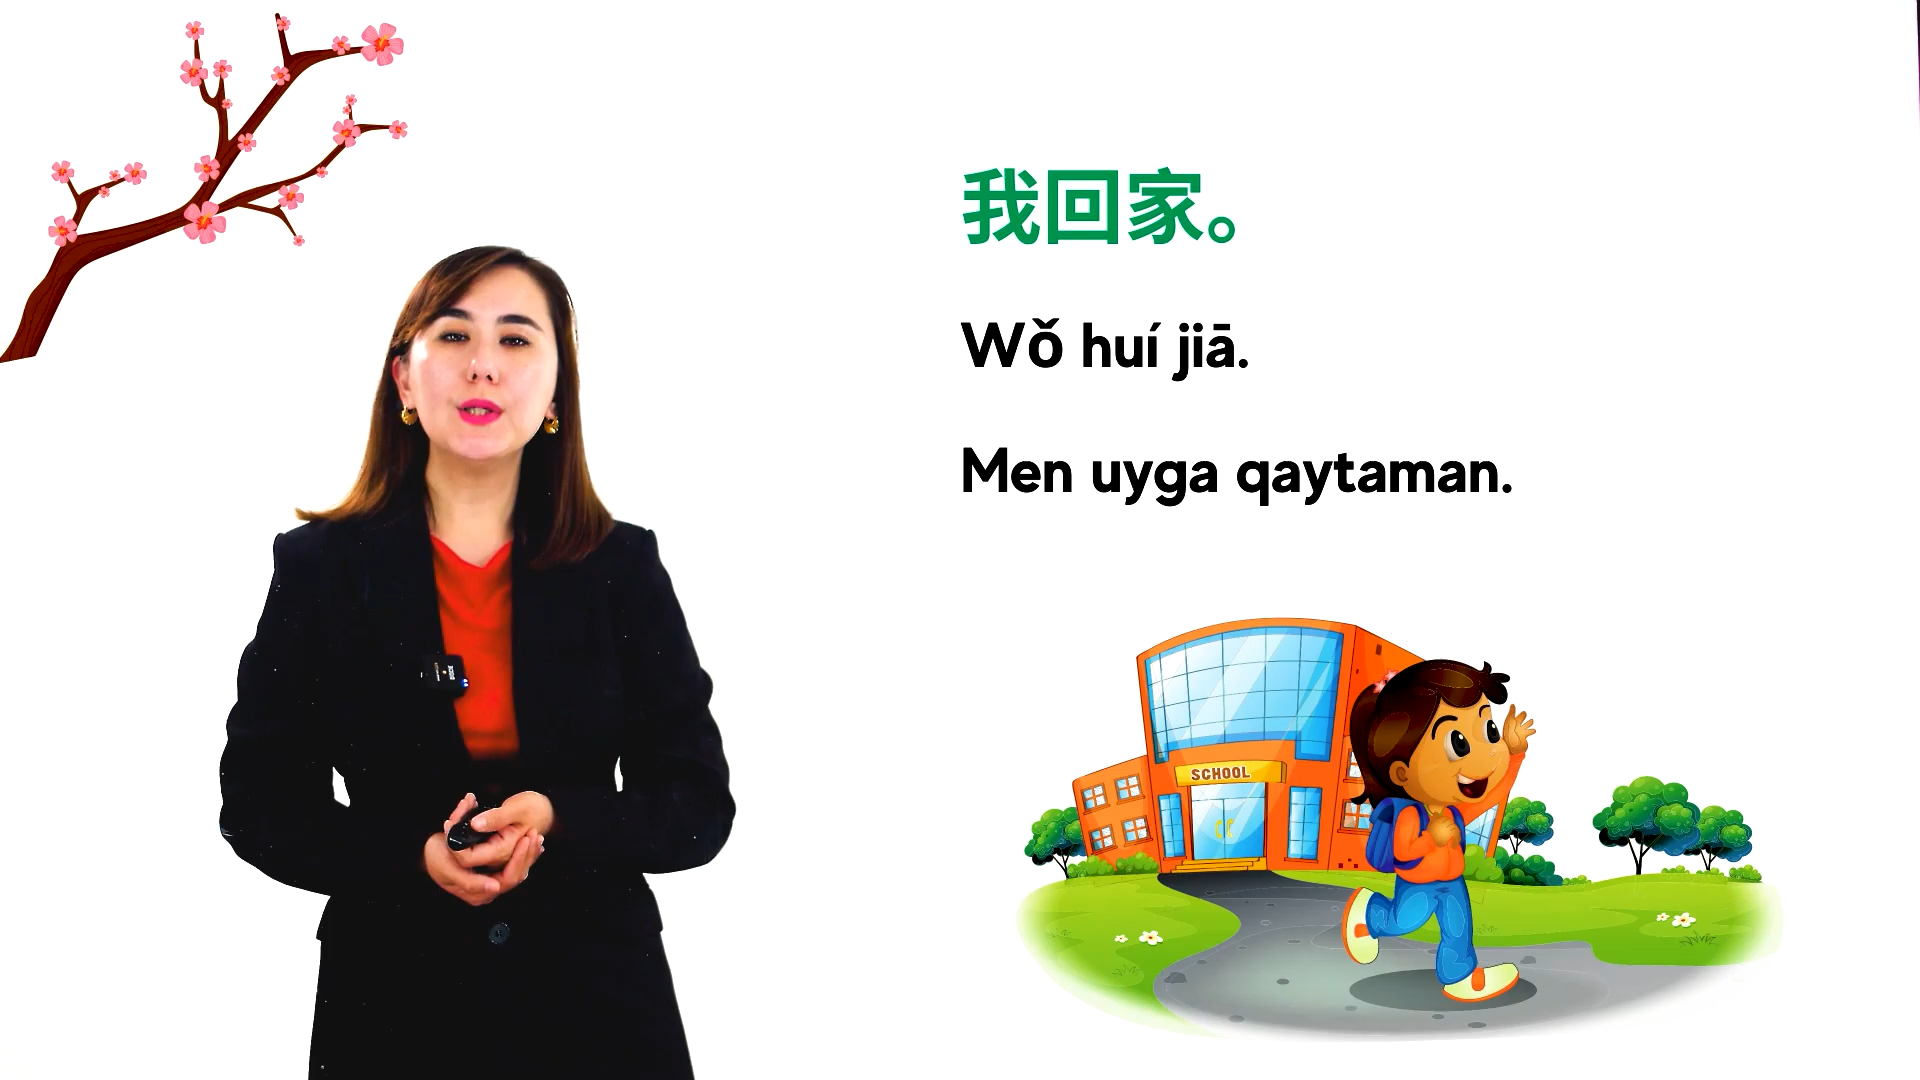 我回家。
Wǒ huí jiā.
Men uyga qaytaman.
SCHOOL